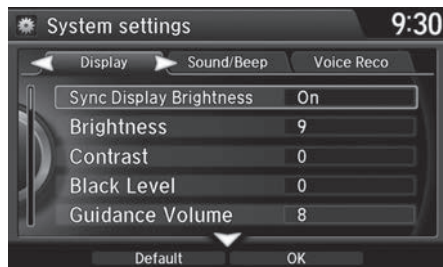 System settings 9:30
Display Sound/Beep Voice Reco
Sync Display Brightness On
Brightness 9
Contrast 0
Black Level 0
Guidance Volume 8
Default OK